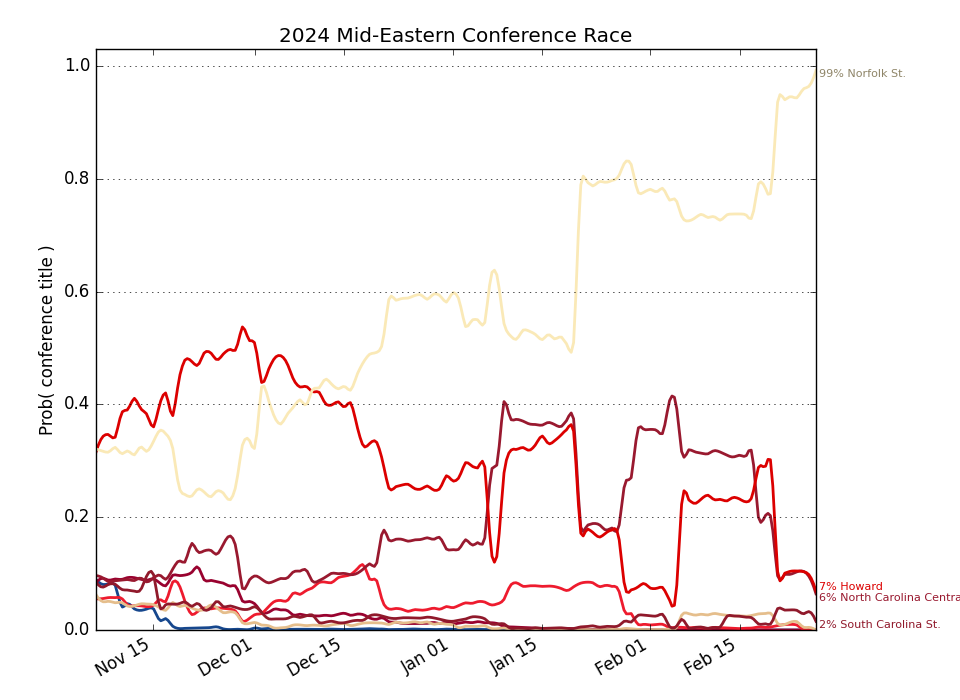 2024 Mid-Eastern Conference Race
Prob( conference title )
1.0
0.8
0.6
0.4
0.2
0.0
99% Norfolk St.
7% Howard
6% North Carolina Centra
2% South Carolina St.
Nov 15
Dec 01
Dec 15
Jan 01
Jan 15
Feb 01
Feb 15